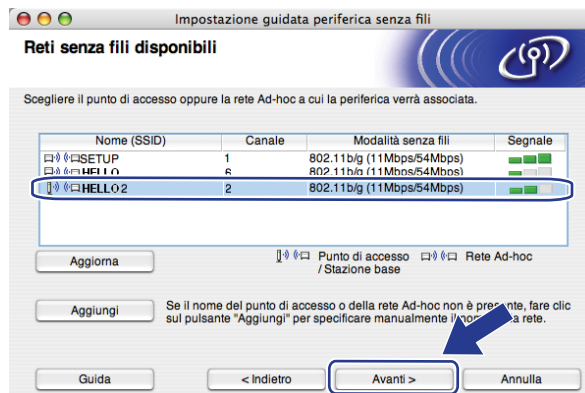 Impostazione guidata periferica senza fili
Reti senza fili disponibili
Scegliere il punto di accesso oppure la rete Ad-hoc a cui la periferica verrà associata.
Nome (SSID) Canale Modalità senza fili Segnale
SETUP 1 802.11b/g (11Mbps/54Mbps)
HELLO 6 802.11b/g (11Mbps/54Mbps)
HELLO2 2 802.11b/g (11Mbps/54Mbps)
Aggiorna
Punto di accesso Rete Ad-hoc
/ Stazione base
Aggiungi
Se il nome del punto di accesso o della rete Ad-hoc non è presente, fare clic
sul pulsante "Aggiungi" per specificare manualmente il rete.
Guida < Indietro Avanti > Annulla